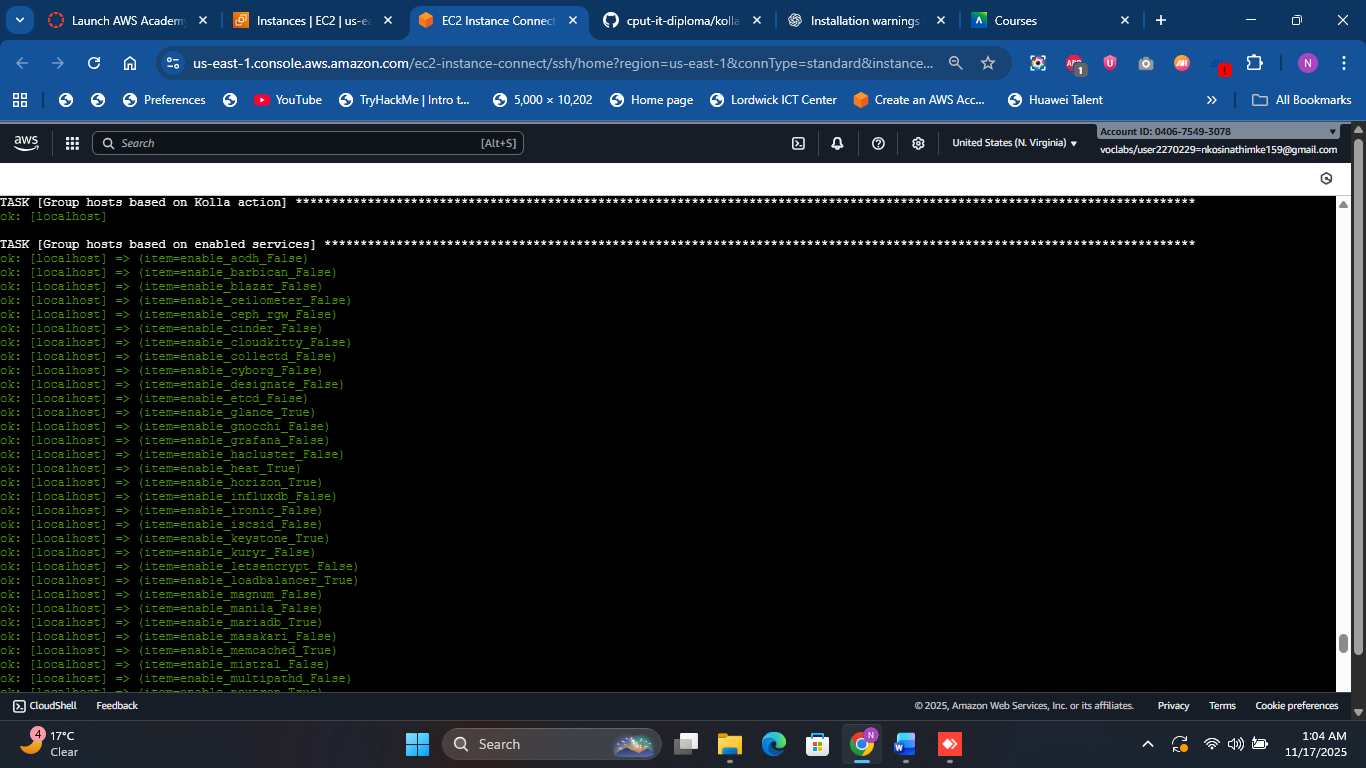 Launch AWS Academy
Instances | EC2 | us-ea
EC2 Instance Connect
cput-it-diploma/kolla
Installation warnings
Courses
us-east-1.console.aws.amazon.com/ec2-instance-connect/ssh/home?region=us-east-1&connType=standard&instance...
1
N
Preferences
YouTube
TryHackMe | Intro t...
5,000 × 10,202
Home page
Lordwick ICT Center
Create an AWS Acc...
Huawei Talent
All Bookmarks
aws
Search
[Alt+S]
United States (N. Virginia)
Account ID: 0406-7549-3078
voclabs/user2270229=nkosinathimke159@gmail.com
TASK [Group hosts based on Kolla action] *****************************************************************************************************************************
ok: [localhost]
TASK [Group hosts based on enabled services] *************************************************************************************************************************
ok: [localhost] => (item=enable_aodh_False)
ok: [localhost] => (item=enable_barbican_False)
ok: [localhost] => (item=enable_blazar_False)
ok: [localhost] => (item=enable_ceilometer_False)
ok: [localhost] => (item=enable_ceph_rgw_False)
ok: [localhost] => (item=enable_cinder_False)
ok: [localhost] => (item=enable_cloudkitty_False)
ok: [localhost] => (item=enable_collectd_False)
ok: [localhost] => (item=enable_cyborg_False)
ok: [localhost] => (item=enable_designate_False)
ok: [localhost] => (item=enable_etcd_False)
ok: [localhost] => (item=enable_glance_True)
ok: [localhost] => (item=enable_gnocchi_False)
ok: [localhost] => (item=enable_grafana_False)
ok: [localhost] => (item=enable_hacluster_False)
ok: [localhost] => (item=enable_heat_True)
ok: [localhost] => (item=enable_horizon_True)
ok: [localhost] => (item=enable_influxdb_False)
ok: [localhost] => (item=enable_ironic_False)
ok: [localhost] => (item=enable_iscsid_False)
ok: [localhost] => (item=enable_keystone_True)
ok: [localhost] => (item=enable_kuryr_False)
ok: [localhost] => (item=enable_letsencrypt_False)
ok: [localhost] => (item=enable_loadbalancer_True)
ok: [localhost] => (item=enable_magnum_False)
ok: [localhost] => (item=enable_manila_False)
ok: [localhost] => (item=enable_mariadb_True)
ok: [localhost] => (item=enable_masakari_False)
ok: [localhost] => (item=enable_memcached_True)
ok: [localhost] => (item=enable_mistral_False)
ok: [localhost] => (item=enable_multipathd_False)
ok: [localhost] => (item=enable_neutron_True)
CloudShell
Feedback
© 2025, Amazon Web Services, Inc. or its affiliates.
Privacy
Terms
Cookie preferences
4
17°C
Clear
Search
N
1:04 AM
11/17/2025